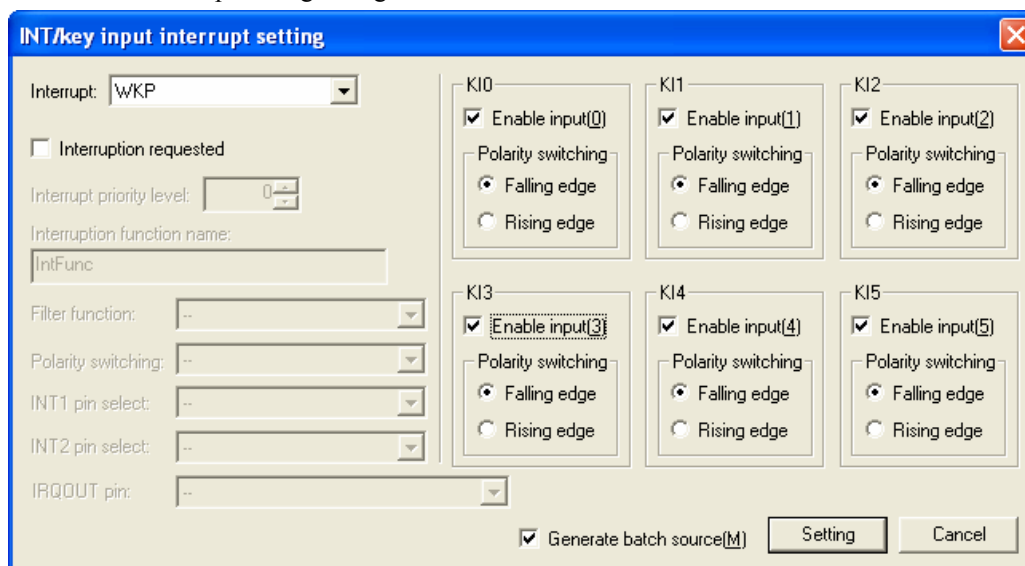 INT/key input interrupt setting
Interrupt: WKP
Interruption requested
Interrupt priority level: 0
Interruption function name:
IntFunc
Filter function: --
Polarity switching: --
INT1 pin select: --
INT2 pin select: --
IRQOUT pin: --
KI0
Enable input(0)
Polarity switching
Falling edge
Rising edge
KI1
Enable input(1)
Polarity switching
Falling edge
Rising edge
KI2
Enable input(2)
Polarity switching
Falling edge
Rising edge
KI3
Enable input(3)
Polarity switching
Falling edge
Rising edge
KI4
Enable input(4)
Polarity switching
Falling edge
Rising edge
KI5
Enable input(5)
Polarity switching
Falling edge
Rising edge
Generate batch source(M)
Setting
Cancel